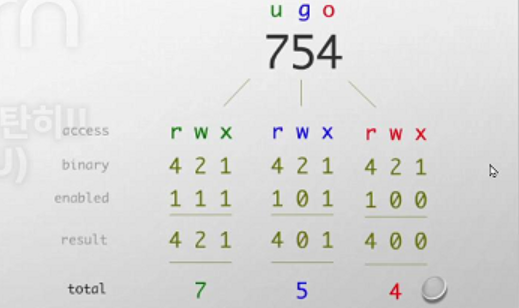 u g o
754
access r w x r w x r w x
binary 4 2 1 4 2 1 4 2 1
enabled 1 1 1 1 0 1 1 0 0
result 4 2 1 4 0 1 4 0 0
total 7 5 4